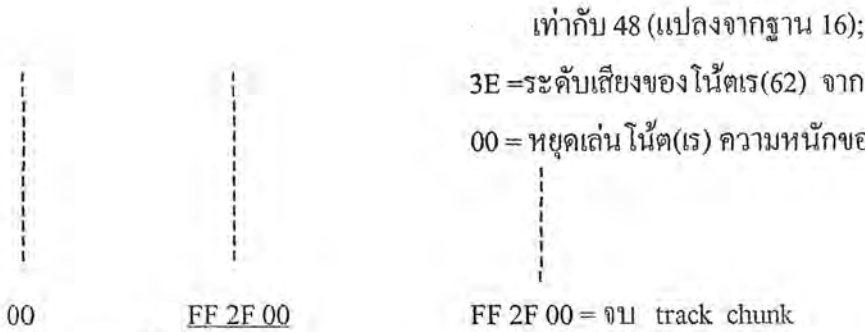 เท่ากับ 48 (แปลงจากฐาน 16);
3E =ระดับเสียงของโน้ตเร(62) จาก
00 = หยุดเล่นโน้ต(เร) ความหนักขอ
00 FF 2F 00 FF 2F 00 = จบ track chunk